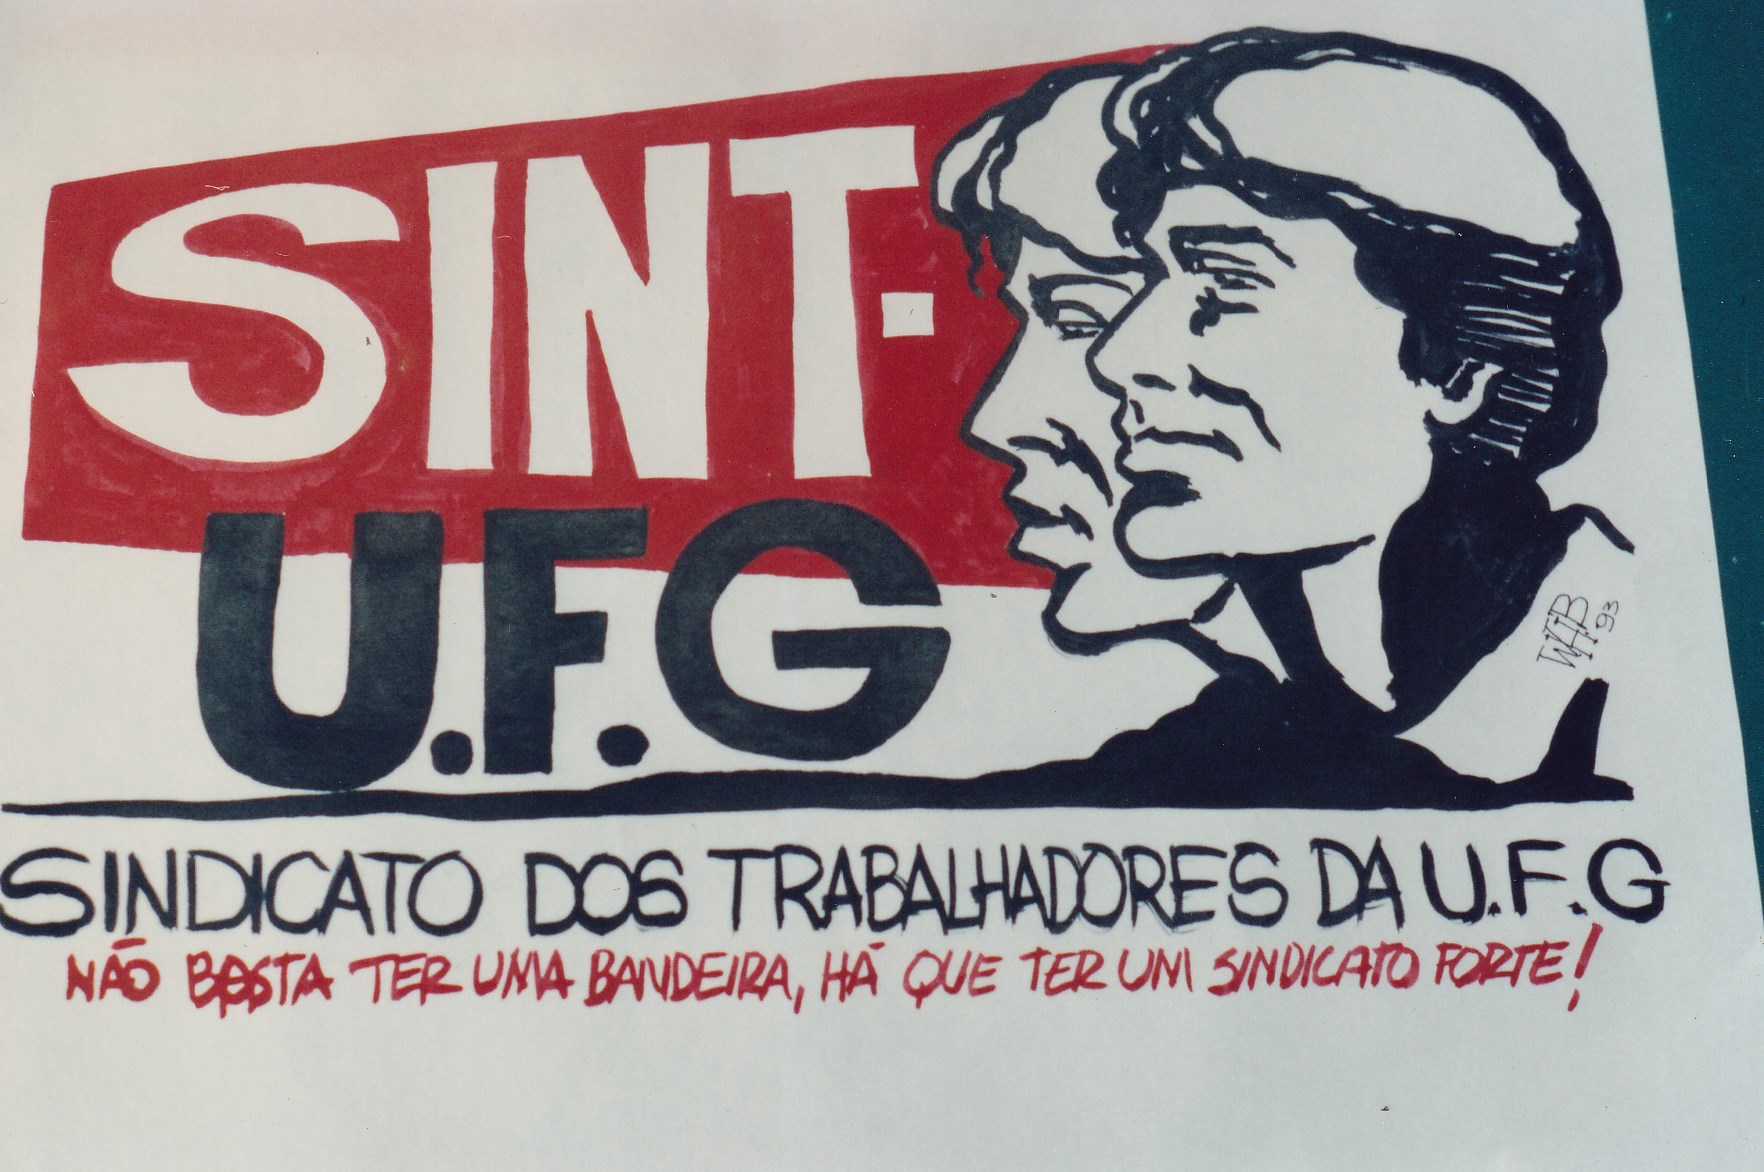 SINT-
U.F.G
WHB. 93
SINDICATO DOS TRABALHADORES DA U.F.G
NÃO BASTA TER UMA BANDEIRA, HÁ QUE TER UM SINDICATO FORTE!